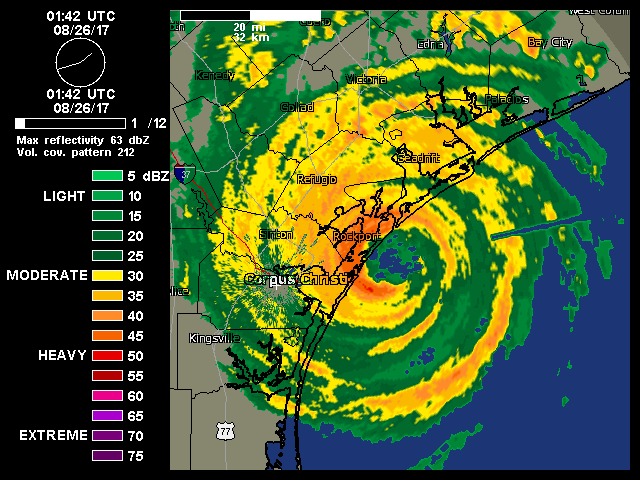 01:42 UTC
08/26/17
01:42 UTC
08/26/17
1 /12
Max reflectivity 63 dbZ
Vol. cov. pattern 212
5 dBZ
LIGHT 10
15
20
25
MODERATE 30
35
40
45
HEAVY 50
55
60
65
EXTREME 70
75
20 mi
32 km
Edna
Bay City
Kenedy
Victoria
Goliad
Palacios
Seadrift
37
Refugio
Sinton
Rockport
Corpus Christi
Kingsville
77